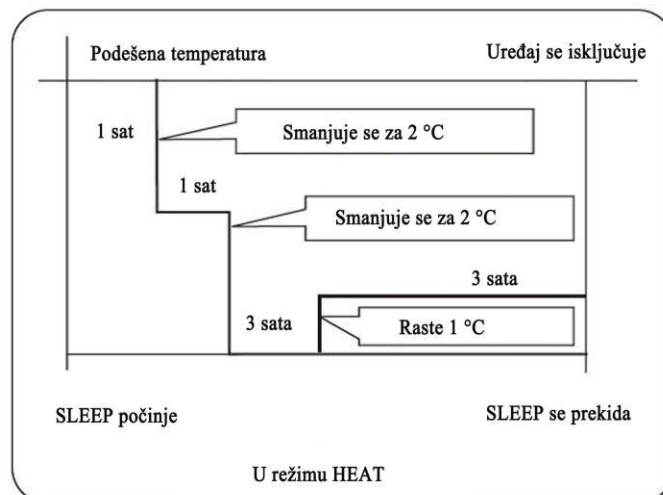 Podešena temperatura
Uređaj se isključuje
1 sat
Smanjuje se za 2 °C
1 sat
Smanjuje se za 2 °C
3 sata
3 sata
Raste 1 °C
SLEEP počinje
SLEEP se prekida
U režimu HEAT